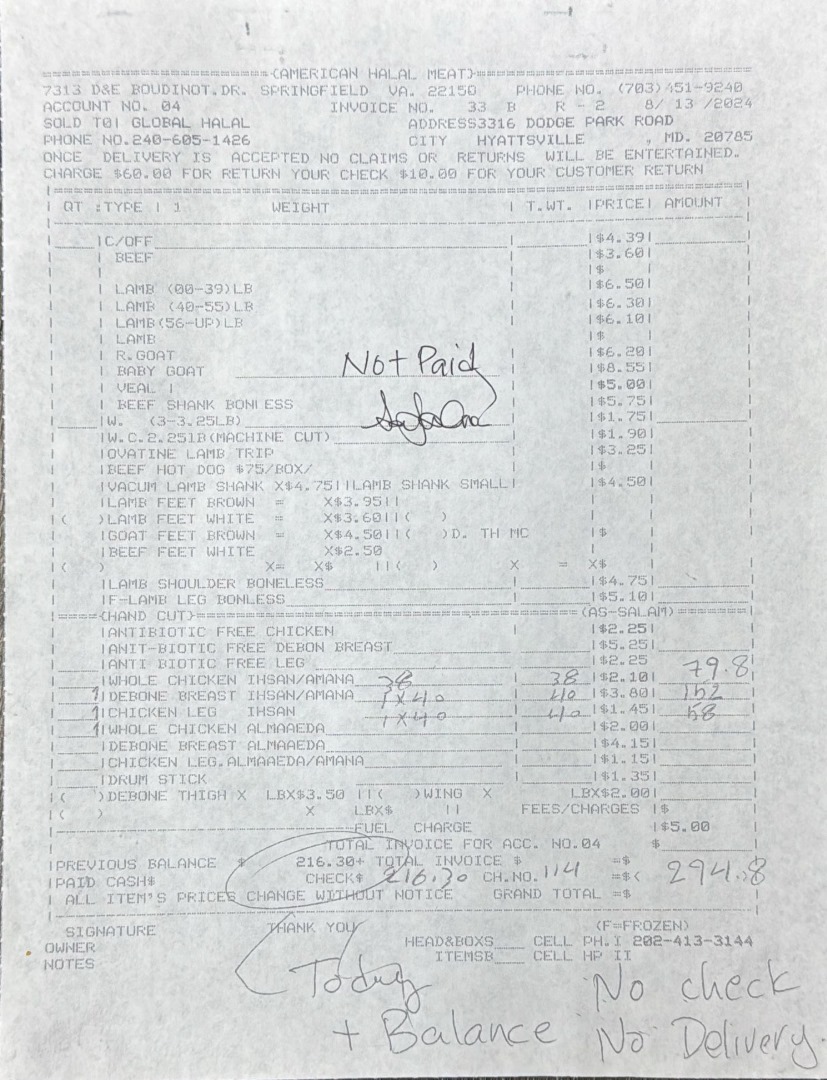 (AMERICAN HALAL MEAT)
7313 D&E BOUDINOT.DR. SPRINGFIELD VA. 22150 PHONE NO. (703)451-9240
ACCOUNT NO. 04 INVOICE NO. 33 B R - 2 8/ 13 /2024
SOLD TO: GLOBAL HALAL ADDRESS3316 DODGE PARK ROAD
PHONE NO.240-605-1426 CITY HYATTSVILLE , MD. 20785
ONCE DELIVERY IS ACCEPTED NO CLAIMS OR RETURNS WILL BE ENTERTAINED.
CHARGE $60.00 FOR RETURN YOUR CHECK $10.00 FOR YOUR CUSTOMER RETURN
QT :TYPE | 1 WEIGHT | T.WT. |PRICE| AMOUNT
|C/OFF |$4.39|
| BEEF |$3.60|
| |$
| LAMB (00-39)LB |$6.50|
| LAMB (40-55)LB |$6.30|
| LAMB(56-UP)LB |$6.10|
| LAMB |$
| R.GOAT |$6.20|
Not Paid
| BABY GOAT |$8.55|
| VEAL | |$5.00|
| BEEF SHANK BONLESS |$5.75|
|W. (3-3.25LB) |$1.75|
|W.C.2.25lB(MACHINE CUT) |$1.90|
|OVATINE LAMB TRIP |$3.25|
|BEEF HOT DOG $75/BOX/ |$
|VACUM LAMB SHANK X$4.75||LAMB SHANK SMALL| |$4.50|
|LAMB FEET BROWN = X$3.95||
|( )LAMB FEET WHITE = X$3.60||( )
|GOAT FEET BROWN = X$4.50||( )D. TH MC |$
|BEEF FEET WHITE X$2.50
|( ) X= X$ ||( ) X = X$
|LAMB SHOULDER BONELESS |$4.75|
|F-LAMB LEG BONLESS |$5.10|
====(HAND CUT)====(AS-SALAM)====
|ANTIBIOTIC FREE CHICKEN |$2.25|
|ANIT-BIOTIC FREE DEBON BREAST |$5.25|
|ANTI BIOTIC FREE LEG |$2.25
|WHOLE CHICKEN IHSAN/AMANA 38 38 |$2.10| 79.8
1 |DEBONE BREAST IHSAN/AMANA 1X40 40 |$3.80| 152
1 |CHICKEN LEG IHSAN 1X40 40 |$1.45| 58
1 |WHOLE CHICKEN ALMAAEDA |$2.00|
|DEBONE BREAST ALMAAEDA |$4.15|
|CHICKEN LEG.ALMAAEDA/AMANA |$1.15|
|DRUM STICK |$1.35|
|( )DEBONE THIGH X LBX$3.50 ||( )WING X LBX$2.00|
|( ) X LBX$ || FEES/CHARGES |$
FUEL CHARGE |$5.00
TOTAL INVOICE FOR ACC. NO.04 $
|PREVIOUS BALANCE $ 216.30+ TOTAL INVOICE $ =$
|PAID CASH$ CHECK$ 216.30 CH.NO. 114 =$( 294.8
| ALL ITEM'S PRICES CHANGE WITHOUT NOTICE GRAND TOTAL =$
SIGNATURE THANK YOU (F=FROZEN)
OWNER HEAD&BOXS CELL PH.I 202-413-3144
NOTES ITEMSB CELL HP II
Today No check
+ Balance No Delivery.